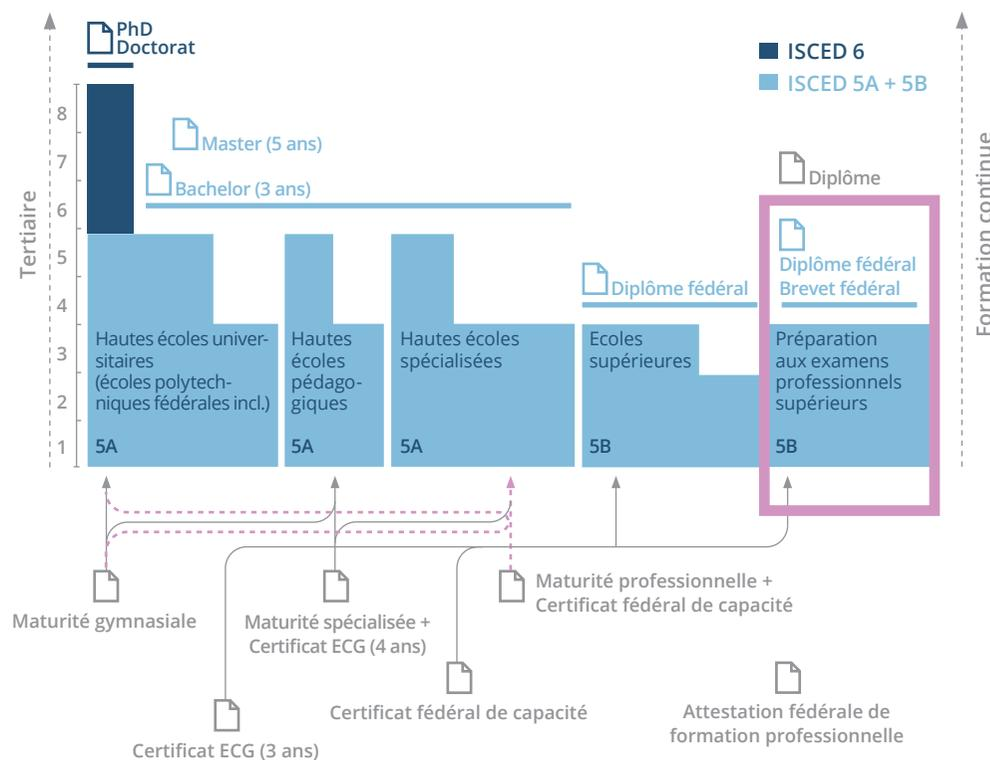 PhD
Doctorat
ISCED 6
ISCED 5A + 5B
8
7
6
5
4
3
2
1
Tertiaire
Formation continue
Master (5 ans)
Bachelor (3 ans)
Diplôme
Diplôme fédéral
Diplôme fédéral
Brevet fédéral
Hautes écoles univer-
sitaires
(écoles polytech-
niques fédérales incl.)
5A
Hautes
écoles
pédago-
giques
5A
Hautes écoles
spécialisées
5A
Ecoles
supérieures
5B
Préparation
aux examens
professionnels
supérieurs
5B
Maturité gymnasiale
Maturité spécialisée +
Certificat ECG (4 ans)
Maturité professionnelle +
Certificat fédéral de capacité
Certificat ECG (3 ans)
Certificat fédéral de capacité
Attestation fédérale de
formation professionnelle